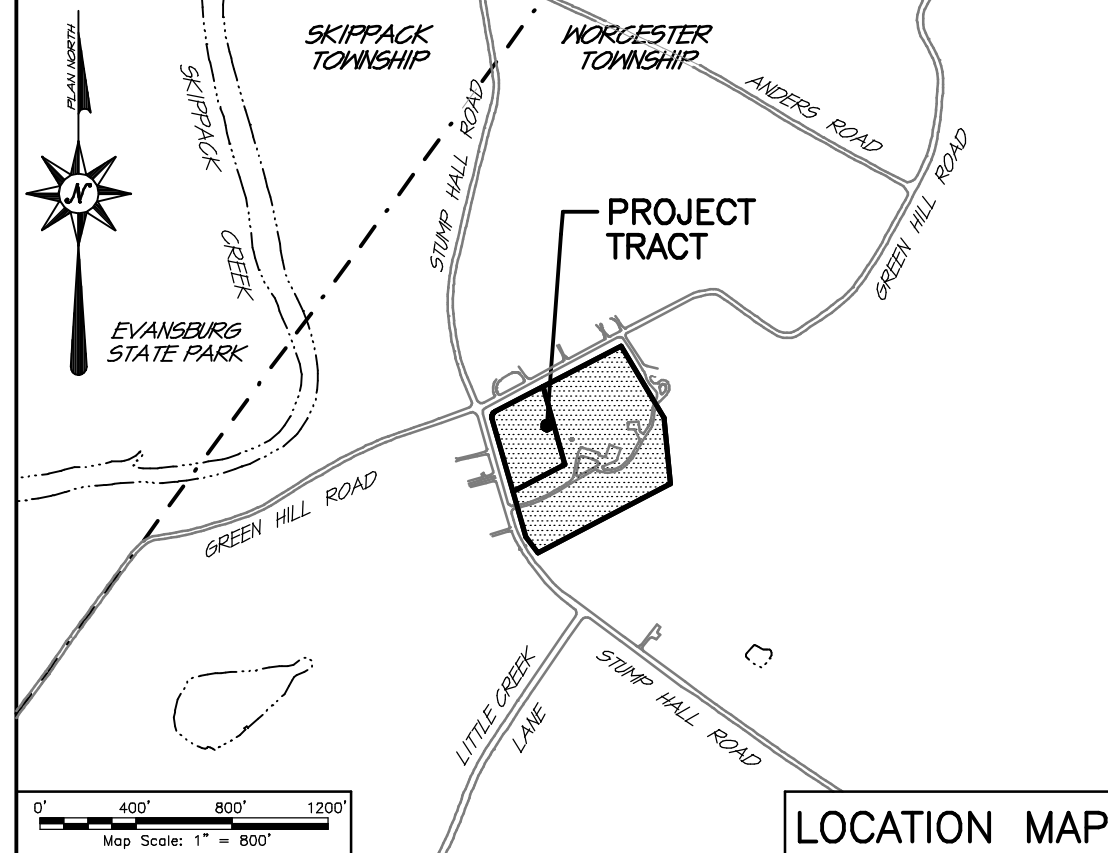 SKIPPACK
TOWNSHIP
WORCESTER
TOWNSHIP
PLAN NORTH
N
SKIPPACK
CREEK
STUMP HALL ROAD
ANDERS ROAD
GREEN HILL ROAD
PROJECT
TRACT
EVANSBURG
STATE PARK
GREEN HILL ROAD
LITTLE CREEK
LANE
STUMP HALL ROAD
0' 400' 800' 1200'
Map Scale: 1" = 800'
LOCATION MAP